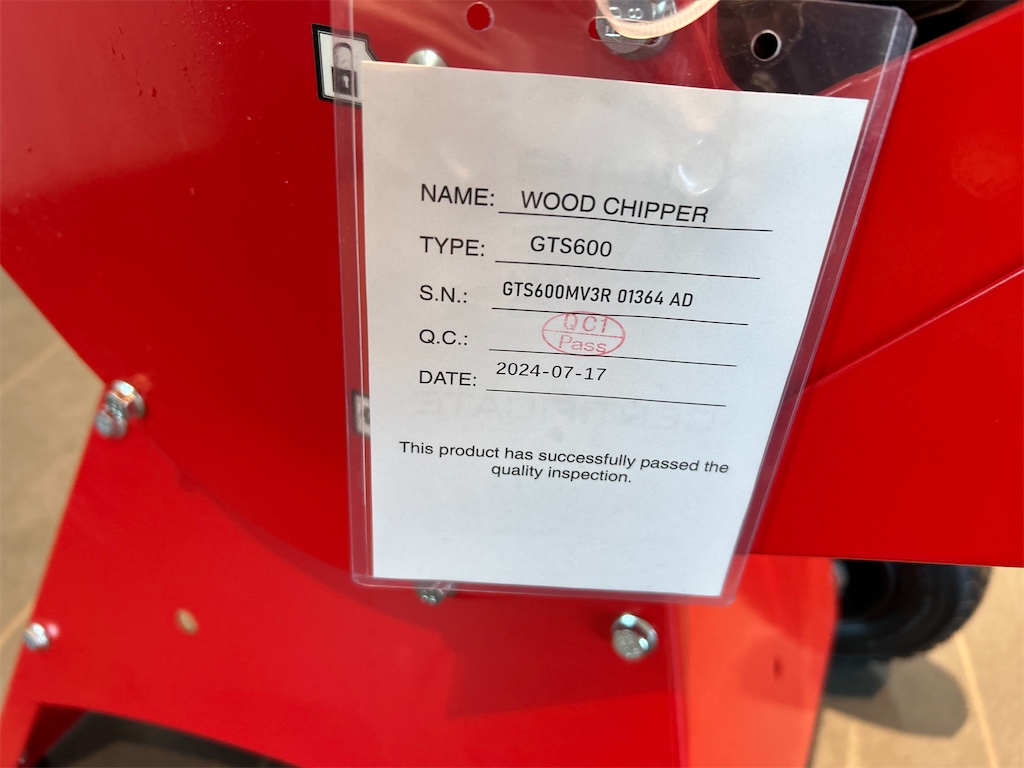 NAME: WOOD CHIPPER
TYPE: GTS600
S.N.: GTS600MV3R 01364 AD
Q.C.: QC1
Pass
DATE: 2024-07-17
This product has successfully passed the
quality inspection.